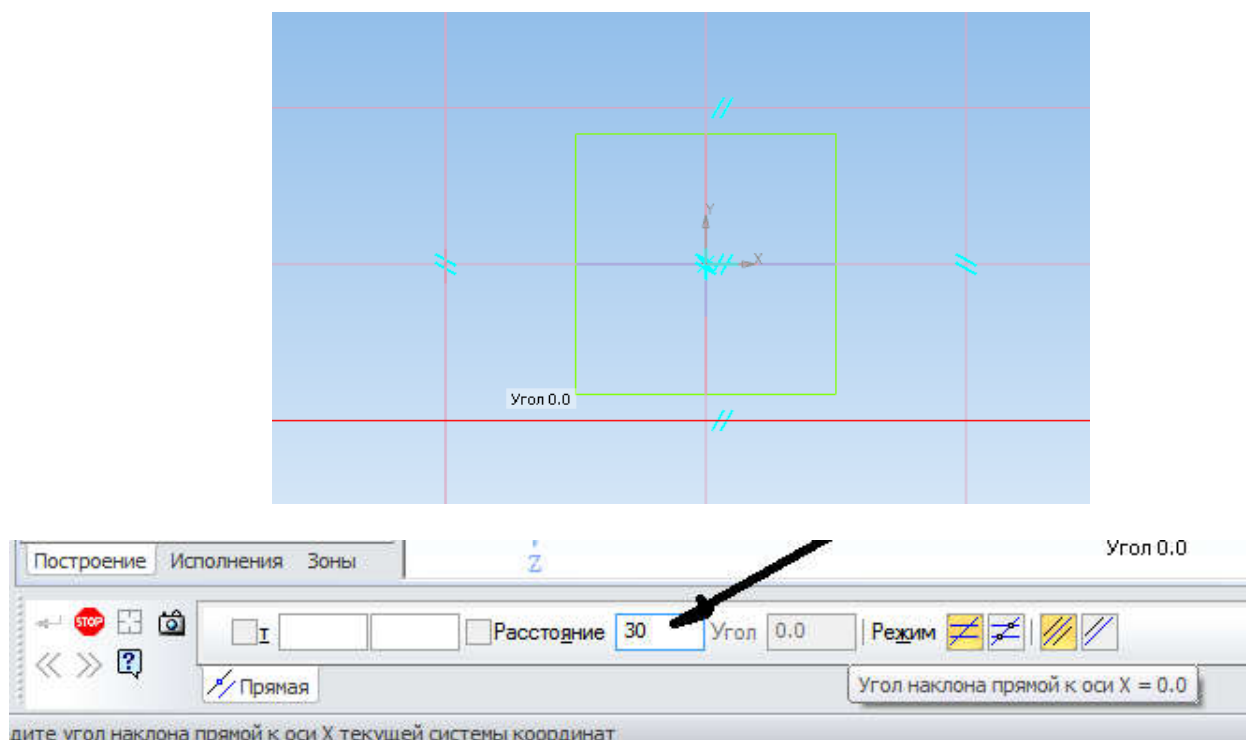 Y
X
Угол 0.0
Построение Исполнения Зоны
Z
Угол 0.0
STOP
т Расстояние 30 Угол 0.0 Режим
?
Прямая
Угол наклона прямой к оси X = 0.0
дите угол наклона прямой к оси X текущей системы координат